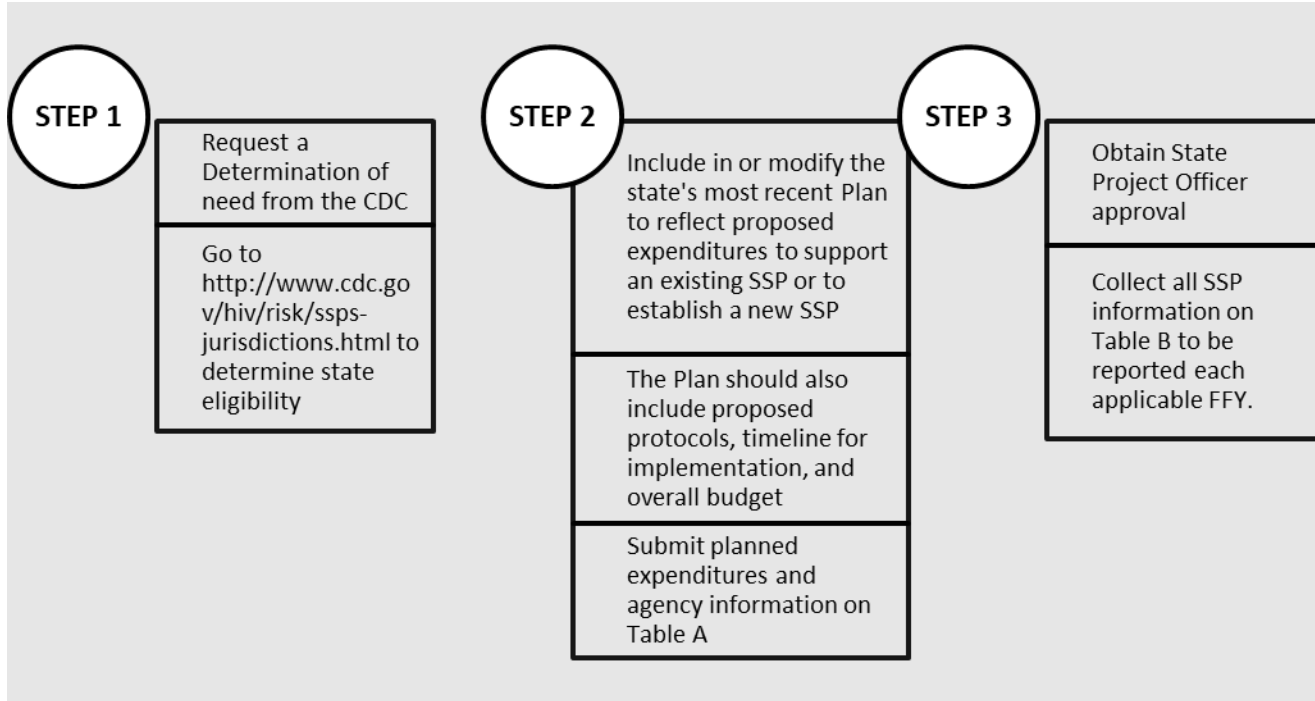 STEP 1
Request a
Determination of
need from the CDC
Go to
http://www.cdc.go
v/hiv/risk/ssps-
jurisdictions.html to
determine state
eligibility
STEP 2
Include in or modify the
state's most recent Plan
to reflect proposed
expenditures to support
an existing SSP or to
establish a new SSP
The Plan should also
include proposed
protocols, timeline for
implementation, and
overall budget
Submit planned
expenditures and
agency information on
Table A
STEP 3
Obtain State
Project Officer
approval
Collect all SSP
information on
Table B to be
reported each
applicable FFY.